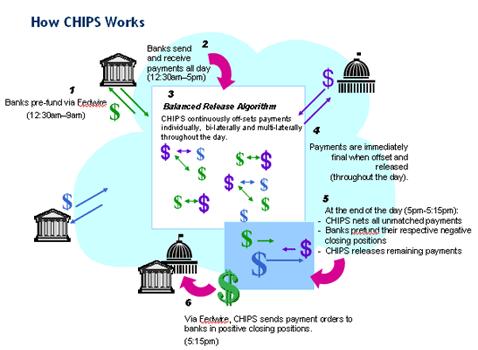 How CHIPS Works
1
Banks pre-fund via Fedwire
(12:30am–9am)
2
Banks send
and receive
payments all day
(12:30am–5pm)
3
Balanced Release Algorithm
CHIPS continuously off-sets payments
individually, bi-laterally and multi-laterally
throughout the day.
4
Payments are immediately
final when offset and
released
(throughout the day).
5
At the end of the day (5pm-5:15pm):
- CHIPS nets all unmatched payments
- Banks prefund their respective negative
closing positions
- CHIPS releases remaining payments
6
Via Fedwire, CHIPS sends payment orders to
banks in positive closing positions.
(5:15pm)